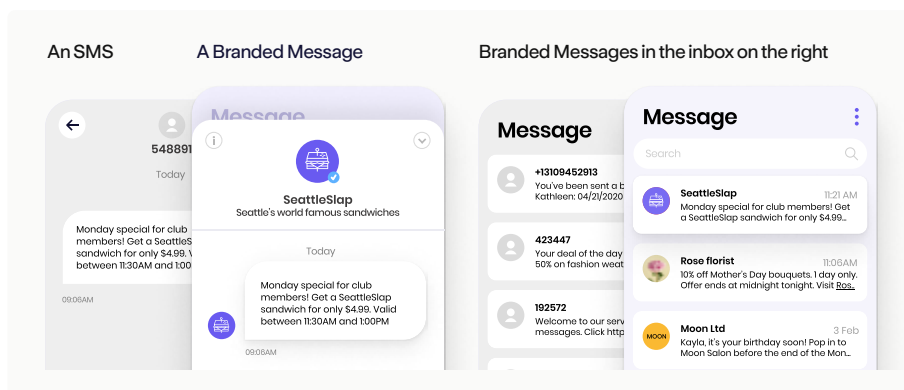 An SMS
A Branded Message
Branded Messages in the inbox on the right
548891
Today
Monday special for club
members! Get a SeattleS
sandwich for only $4.99. V
between 11:30AM and 1:00
09:06AM
Message
SeattleSlap
Seattle's world famous sandwiches
Today
Monday special for club
members! Get a SeattleSlap
sandwich for only $4.99. Valid
between 11:30AM and 1:00PM
09:06AM
Message
+13109452913
You've been sent a b
Kathleen: 04/21/2020
423447
Your deal of the day
50% on fashion weat
192572
Welcome to our serv
messages. Click http
Message
Search
SeattleSlap 11:21 AM
Monday special for club members! Get
a SeattleSlap sandwich for only $4.99...
Rose florist 11:06AM
10% off Mother's Day bouquets. 1 day only.
Offer ends at midnight tonight. Visit Ros..
MOON
Moon Ltd 3 Feb
Kayla, it's your birthday soon! Pop in to
Moon Salon before the end of the Mon...